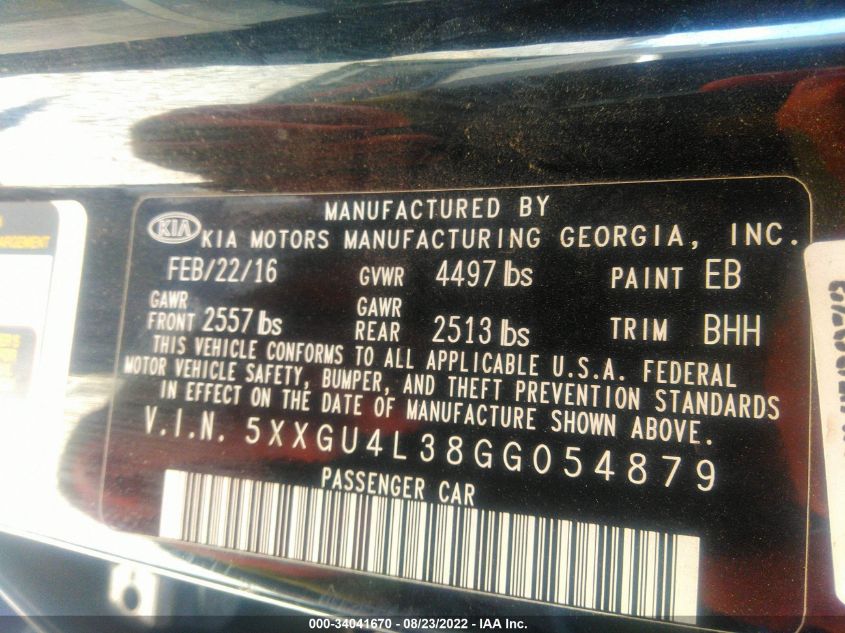 MANUFACTURED BY
KIA KIA MOTORS MANUFACTURING GEORGIA, INC.
FEB/22/16 GVWR 4497 lbs PAINT EB
GAWR FRONT 2557 lbs GAWR REAR 2513 lbs TRIM BHH
THIS VEHICLE CONFORMS TO ALL APPLICABLE U.S.A. FEDERAL
MOTOR VEHICLE SAFETY, BUMPER, AND THEFT PREVENTION STANDARDS
IN EFFECT ON THE DATE OF MANUFACTURE SHOWN ABOVE.
V.I.N. 5XXGU4L38GG054879
PASSENGER CAR
000-34041670 - 08/23/2022 - IAA Inc.